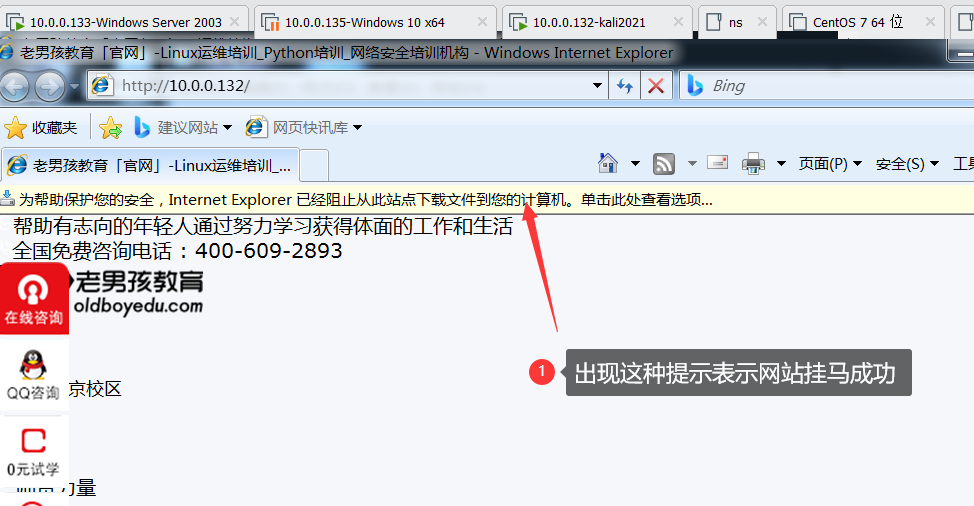 10.0.0.133-Windows Server 2003
10.0.0.135-Windows 10 x64
10.0.0.132-kali2021
ns
CentOS 7 64 位
老男孩教育「官网」-Linux运维培训_Python培训_网络安全培训机构 - Windows Internet Explorer
http://10.0.0.132/
Bing
收藏夹
建议网站
网页快讯库
老男孩教育「官网」-Linux运维培训_...
页面(P)
安全(S)
为帮助保护您的安全，Internet Explorer 已经阻止从此站点下载文件到您的计算机。单击此处查看选项...
帮助有志向的年轻人通过努力学习获得体面的工作和生活
全国免费咨询电话：400-609-2893
老男孩教育
oldboyedu.com
在线咨询
1
出现这种提示表示网站挂马成功
QQ咨询
京校区
0元试学
力量